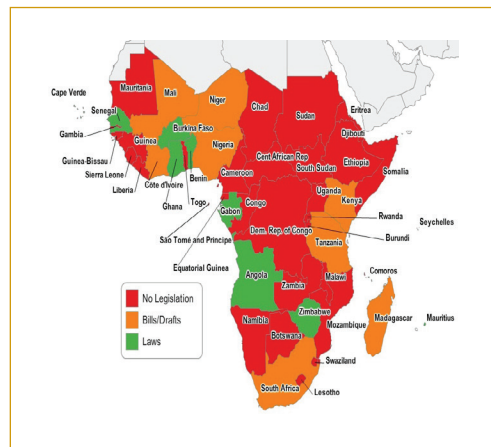 Mauritania
Mali
Niger
Cape Verde
Chad
Eritrea
Sudan
Senegal
Gambia
Burkina Faso
Djibouti
Guinea
Nigeria
Guinea-Bissau
Cent African Rep
Ethiopia
South Sudan
Somalia
Sierra Leone
Benin
Cameroon
Liberia
Côte d'Ivoire
Togo
Uganda
Kenya
Ghana
Gabon
Congo
Rwanda
Seychelles
São Tomé and Principe
Dem. Rep of Congo
Burundi
Tanzania
Equatorial Guinea
Comoros
Angola
Malawi
Zambia
No Legislation
Bills/Drafts
Laws
Zimbabwe
Madagascar
Mauritius
Namibia
Mozambique
Botswana
Swaziland
South Africa
Lesotho